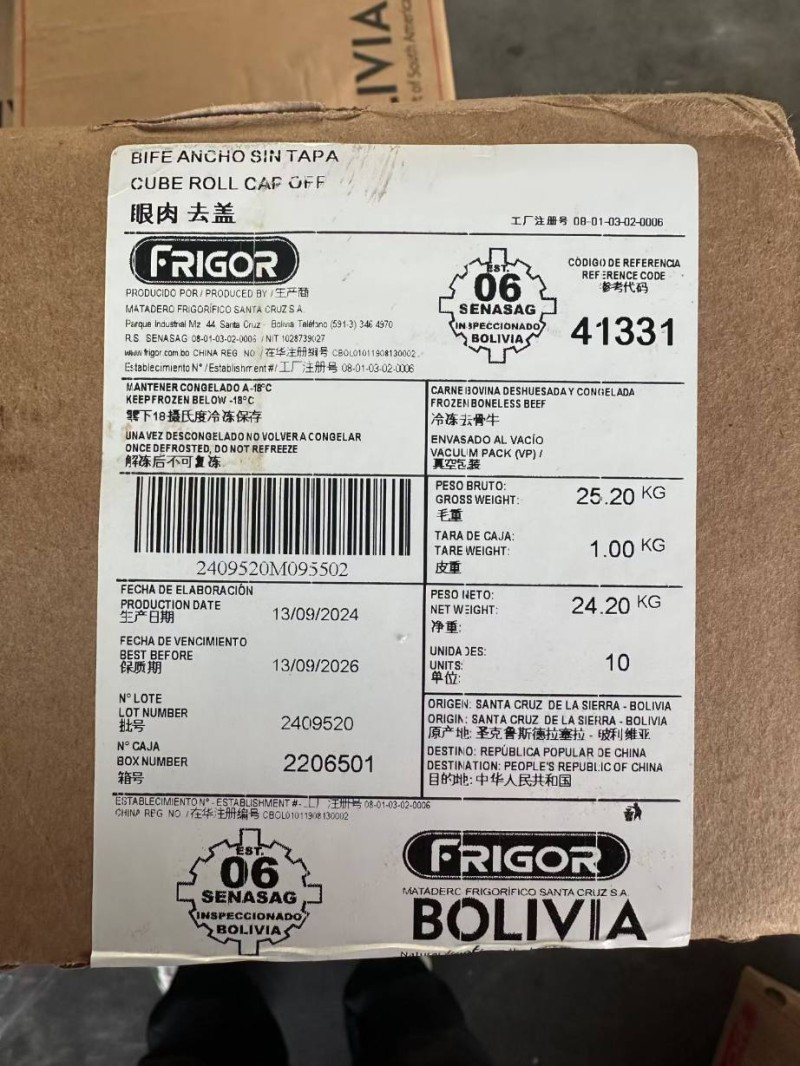 LIVIA
t of South America
BIFE ANCHO SIN TAPA
CUBE ROLL CAP OFF
眼肉 去盖
工厂注册号 08-01-03-02-0006
FRIGOR
PRODUCIDO POR / PRODUCED BY / 生产商
MATADERO FRIGORÍFICO SANTA CRUZ S.A.
Parque Industrial Mz. 44 Santa Cruz - Bolivia Teléfono (591-3) 346 4970
R.S. SENASAG 08-01-03-02-0006 / NIT 1028739027
www.frigor.com.bo CHINA REG. NO. / 在华注册编号 CBOL01011908130002
Establecimiento N° / Establishment # / 工厂注册号 08-01-03-02-0006
EST.
06
SENASAG
INSPECCIONADO
BOLIVIA
CÓDIGO DE REFERENCIA
REFERENCE CODE
参考代码
41331
MANTENER CONGELADO A -18°C
KEEP FROZEN BELOW -18°C
零下18摄氏度冷冻保存
UNA VEZ DESCONGELADO NO VOLVER A CONGELAR
ONCE DEFROSTED, DO NOT REFREEZE
解冻后不可复冻
CARNE BOVINA DESHUESADA Y CONGELADA
FROZEN BONELESS BEEF
冷冻去骨牛
ENVASADO AL VACÍO
VACUUM PACK (VP) /
真空包装
2409520M095502
PESO BRUTO:
GROSS WEIGHT: 25.20 KG
毛重
TARA DE CAJA:
TARE WEIGHT: 1.00 KG
皮重
FECHA DE ELABORACIÓN
PRODUCTION DATE 13/09/2024
生产日期
FECHA DE VENCIMIENTO
BEST BEFORE 13/09/2026
保质期
PESO NETO:
NET WEIGHT: 24.20 KG
净重:
UNIDADES:
UNITS: 10
单位:
N° LOTE
LOT NUMBER 2409520
批号
N° CAJA
BOX NUMBER 2206501
箱号
ORIGEN: SANTA CRUZ DE LA SIERRA - BOLIVIA
ORIGIN: SANTA CRUZ DE LA SIERRA - BOLIVIA
原产地: 圣克鲁斯德拉塞拉 - 玻利维亚
DESTINO: REPÚBLICA POPULAR DE CHINA
DESTINATION: PEOPLE'S REPUBLIC OF CHINA
目的地: 中华人民共和国
ESTABLECIMIENTO N° - ESTABLISHMENT # - 工厂注册号 08-01-03-02-0006
CHINA REG. NO. / 在华注册编号 CBOL01011908130002
EST.
06
SENASAG
INSPECCIONADO
BOLIVIA
FRIGOR
MATADERO FRIGORÍFICO SANTA CRUZ S.A.
BOLIVIA